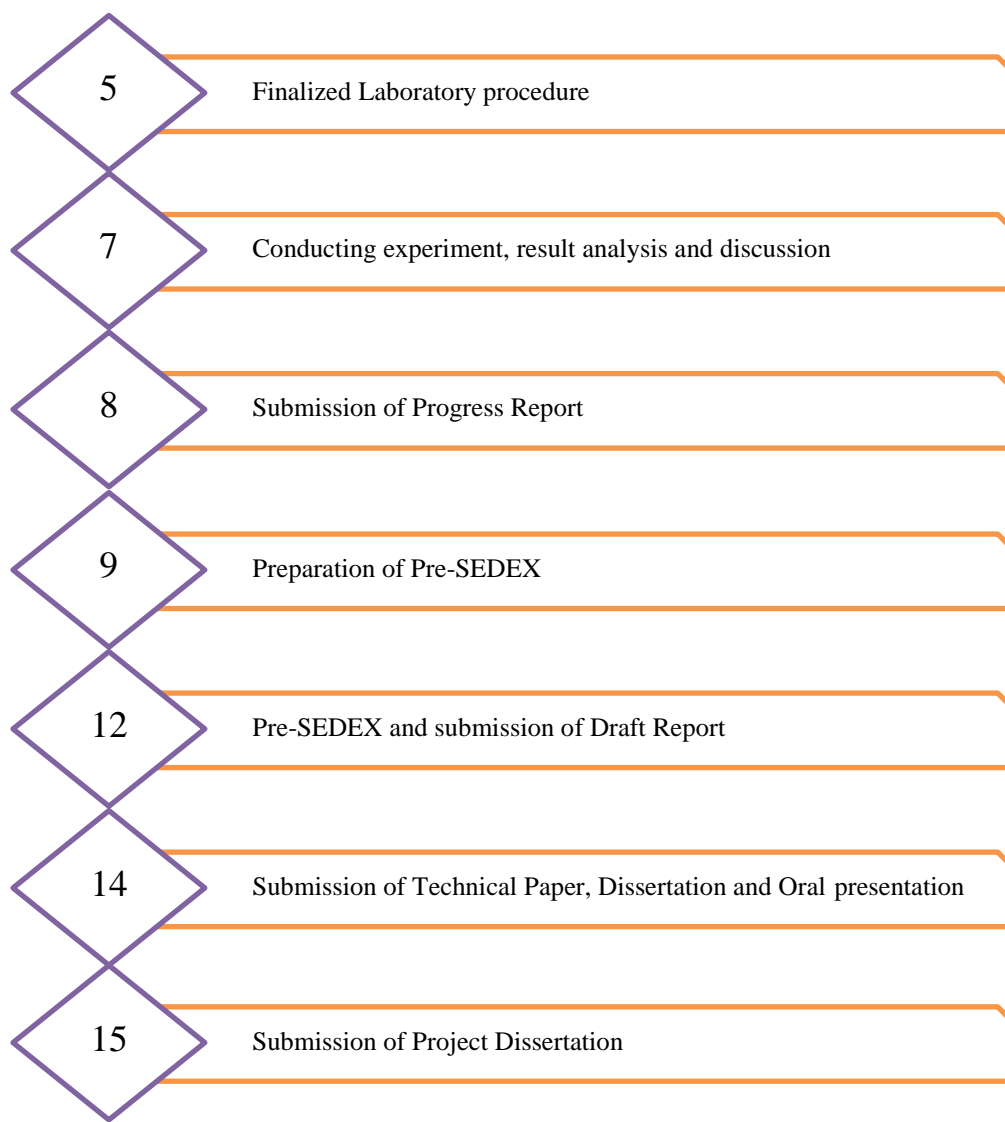 5
Finalized Laboratory procedure
7
Conducting experiment, result analysis and discussion
8
Submission of Progress Report
9
Preparation of Pre-SEDEX
12
Pre-SEDEX and submission of Draft Report
14
Submission of Technical Paper, Dissertation and Oral presentation
15
Submission of Project Dissertation